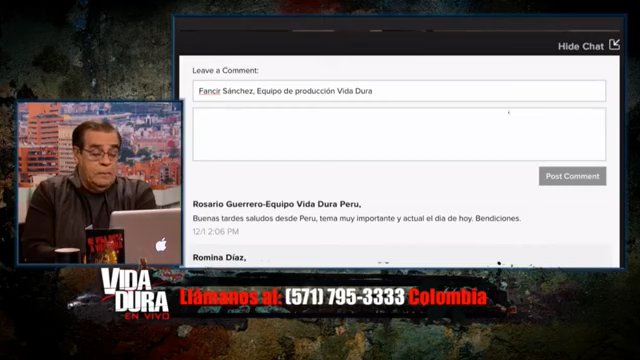 Hide Chat
Leave a Comment:
Fancir Sánchez, Equipo de producción Vida Dura
Post Comment
Rosario Guerrero-Equipo Vida Dura Peru,
Buenas tardes saludos desde Peru, tema muy importante y actual el dia de hoy. Bendiciones.
12/1 2:06 PM
Romina Díaz,
VIDA
DURA
EN VIVO
Llámanos al: (571) 795-3333 Colombia